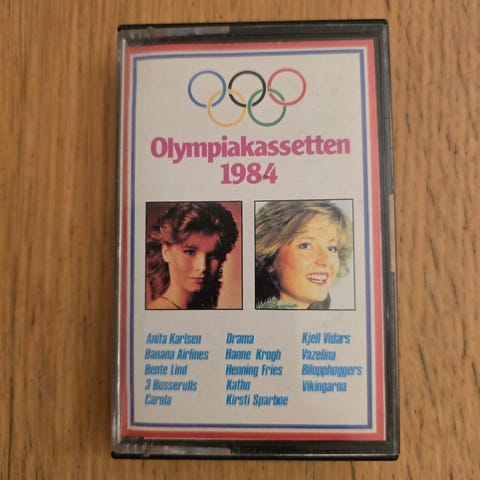 Olympiakassetten
1984
Anita Karlsen
Banana Airlines
Bente Lind
3 Busserulls
Carola
Drama
Hanne Krogh
Henning Fries
Katho
Kirsti Sparboe
Kjell Vidars
Vazelina
Bilopphøggers
Vikingarna